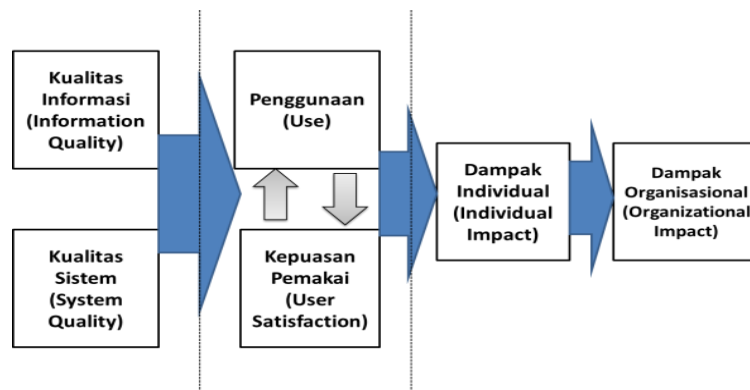 Kualitas
Informasi
(Information
Quality)
Kualitas
Sistem
(System
Quality)
Penggunaan
(Use)
Kepuasan
Pemakai
(User
Satisfaction)
Dampak
Individual
(Individual
Impact)
Dampak
Organisasional
(Organizational
Impact)